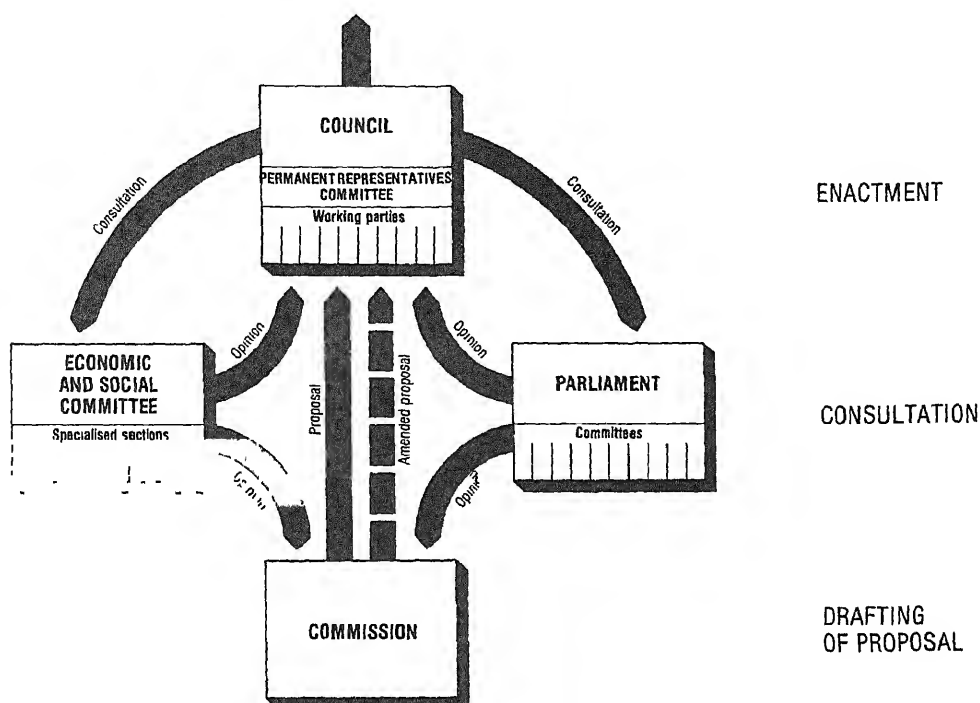 COUNCIL
PERMANENT REPRESENTATIVES
COMMITTEE
Working parties
Consultation
Consultation
ENACTMENT
ECONOMIC
AND SOCIAL
COMMITTEE
Specialised sections
Opinion
Proposal
Amended proposal
Opinion
PARLIAMENT
Committees
CONSULTATION
COMMISSION
DRAFTING
OF PROPOSAL